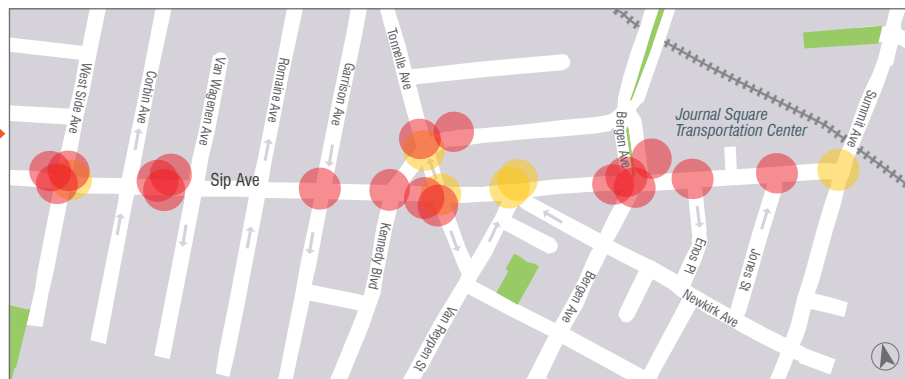 West Side Ave
Corbin Ave
Van Wagenen Ave
Romaine Ave
Garrison Ave
Tonnelle Ave
Bergen Ave
Journal Square
Transportation Center
Summit Ave
Sip Ave
Kennedy Blvd
Van Reypen St
Bergen Ave
Enos Pl
Jones St
Newkirk Ave